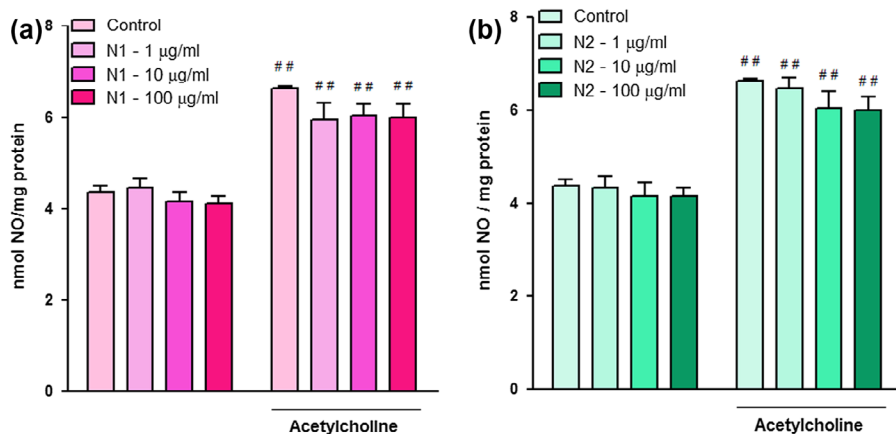 (a)
Control
N1 - 1 μg/ml
N1 - 10 μg/ml
N1 - 100 μg/ml
nmol NO/mg protein
8
6
4
2
0
# #
# #
# #
# #
Acetylcholine
(b)
Control
N2 - 1 μg/ml
N2 - 10 μg/ml
N2 - 100 μg/ml
nmol NO / mg protein
8
6
4
2
0
# #
# #
# #
# #
Acetylcholine